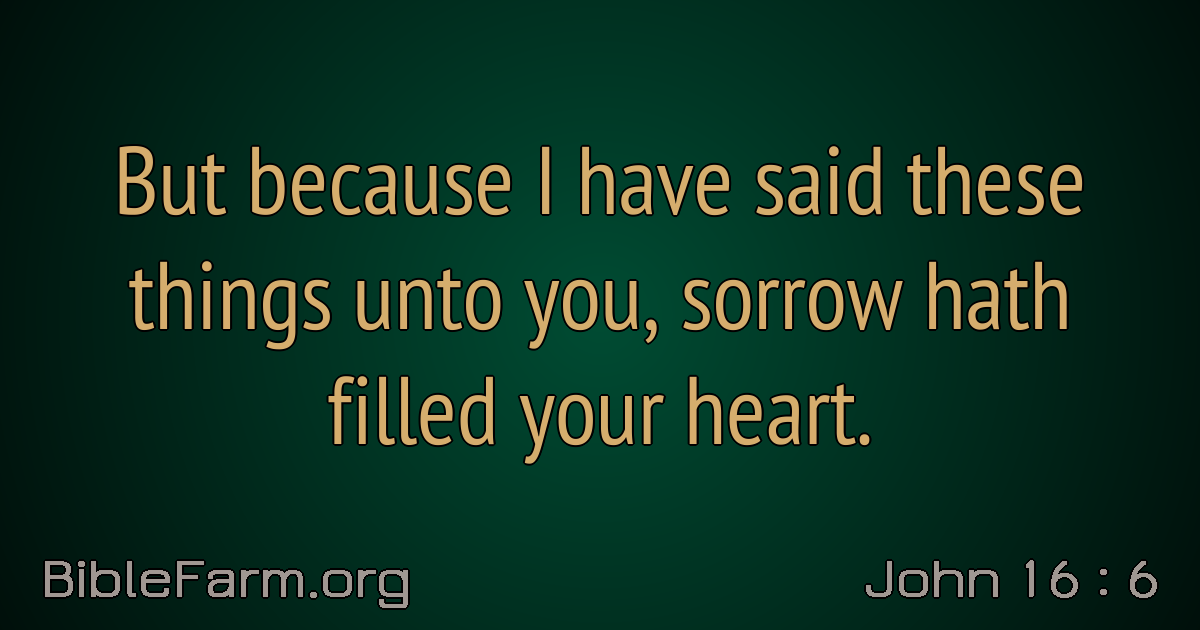 But because I have said these
things unto you, sorrow hath
filled your heart.
BibleFarm.org
John 16 : 6